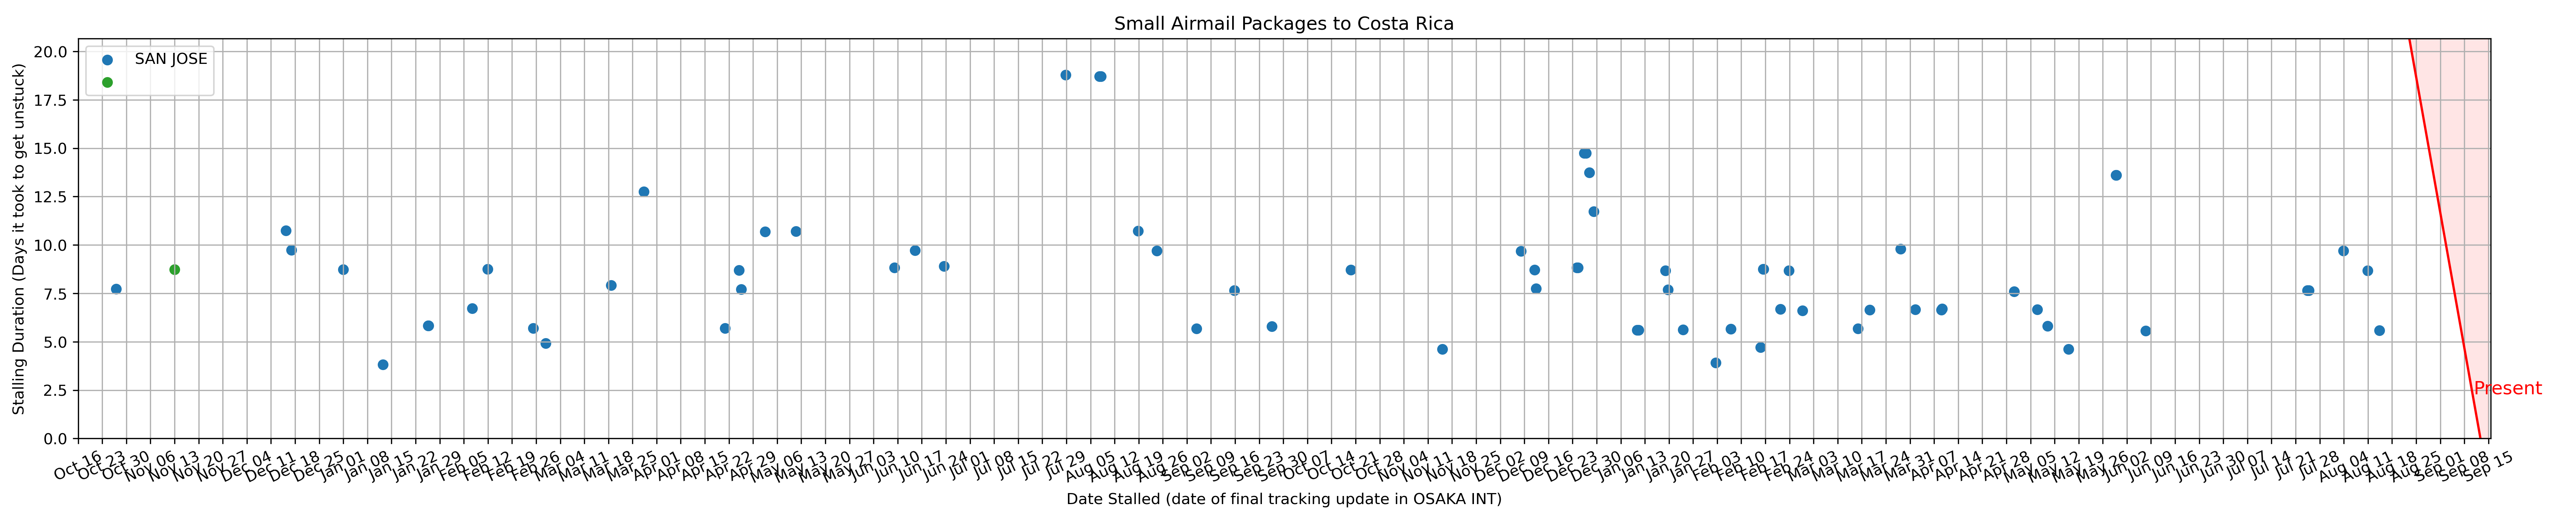 Small Airmail Packages to Costa Rica
SAN JOSE
Stalling Duration (Days it took to get unstuck)
20.0
17.5
15.0
12.5
10.0
7.5
5.0
2.5
0.0
Present
Oct 16
Oct 23
Oct 30
Nov 06
Nov 13
Nov 20
Nov 27
Dec 04
Dec 11
Dec 18
Dec 25
Jan 01
Jan 08
Jan 15
Jan 22
Jan 29
Feb 05
Feb 12
Feb 19
Feb 26
Mar 04
Mar 11
Mar 18
Mar 25
Apr 01
Apr 08
Apr 15
Apr 22
Apr 29
May 06
May 13
May 20
May 27
Jun 03
Jun 10
Jun 17
Jun 24
Jul 01
Jul 08
Jul 15
Jul 22
Jul 29
Aug 05
Aug 12
Aug 19
Aug 26
Sep 02
Sep 09
Sep 16
Sep 23
Sep 30
Oct 07
Oct 14
Oct 21
Oct 28
Nov 04
Nov 11
Nov 18
Nov 25
Dec 02
Dec 09
Dec 16
Dec 23
Dec 30
Jan 06
Jan 13
Jan 20
Jan 27
Feb 03
Feb 10
Feb 17
Feb 24
Mar 03
Mar 10
Mar 17
Mar 24
Mar 31
Apr 07
Apr 14
Apr 21
Apr 28
May 05
May 12
May 19
May 26
Jun 02
Jun 09
Jun 16
Jun 23
Jun 30
Jul 07
Jul 14
Jul 21
Jul 28
Aug 04
Aug 11
Aug 18
Aug 25
Sep 01
Sep 08
Sep 15
Date Stalled (date of final tracking update in OSAKA INT)